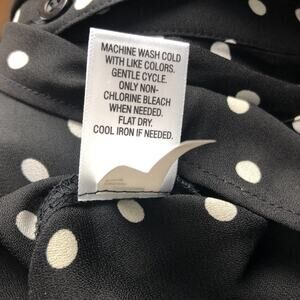 MACHINE WASH COLD
WITH LIKE COLORS.
GENTLE CYCLE.
ONLY NON-
CHLORINE BLEACH
WHEN NEEDED.
FLAT DRY.
COOL IRON IF NEEDED.